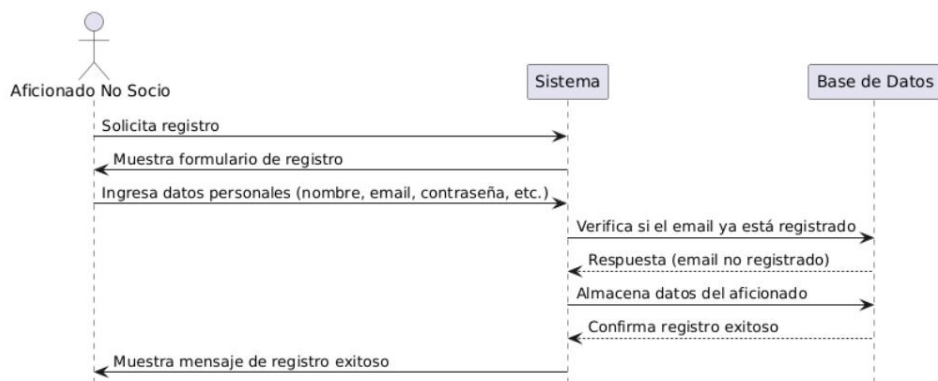 Aficionado No Socio
Sistema
Base de Datos
Solicita registro
Muestra formulario de registro
Ingresa datos personales (nombre, email, contraseña, etc.)
Verifica si el email ya está registrado
Respuesta (email no registrado)
Almacena datos del aficionado
Confirma registro exitoso
Muestra mensaje de registro exitoso